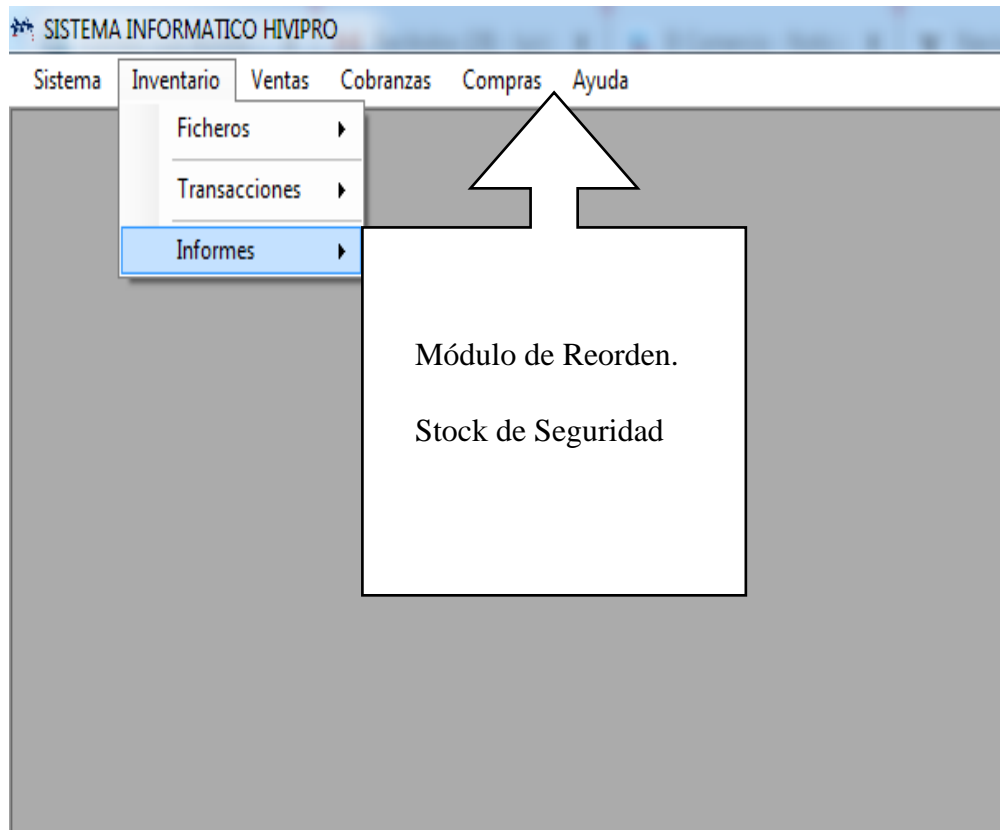 SISTEMA INFORMATICO HIVIPRO
Sistema Inventario Ventas Cobranzas Compras Ayuda
Ficheros
Transacciones
Informes
Módulo de Reorden.
Stock de Seguridad